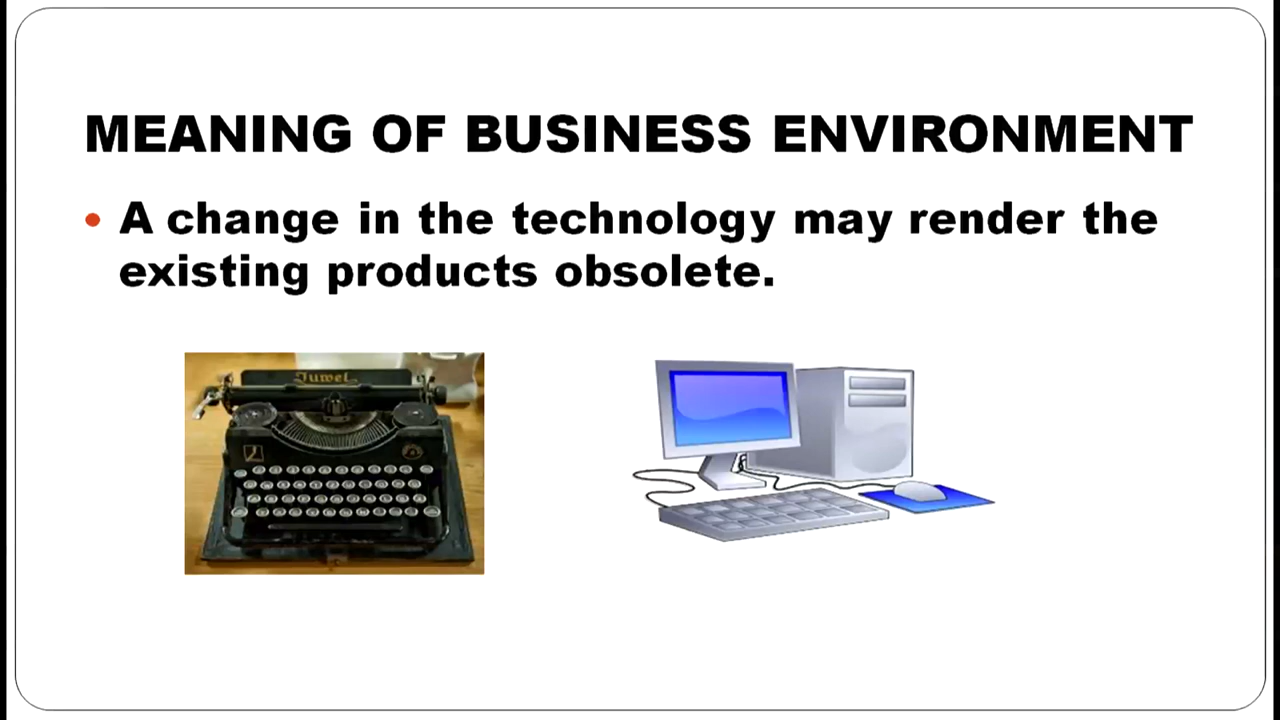 MEANING OF BUSINESS ENVIRONMENT
• A change in the technology may render the
existing products obsolete.
Juwel